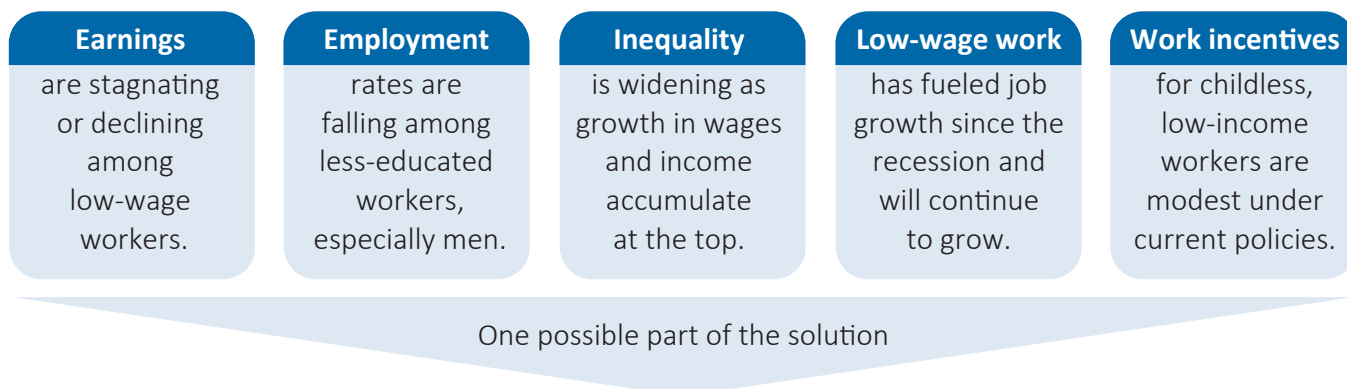 Earnings
are stagnating
or declining
among
low-wage
workers.
Employment
rates are
falling among
less-educated
workers,
especially men.
Inequality
is widening as
growth in wages
and income
accumulate
at the top.
Low-wage work
has fueled job
growth since the
recession and
will continue
to grow.
Work incentives
for childless,
low-income
workers are
modest under
current policies.
One possible part of the solution